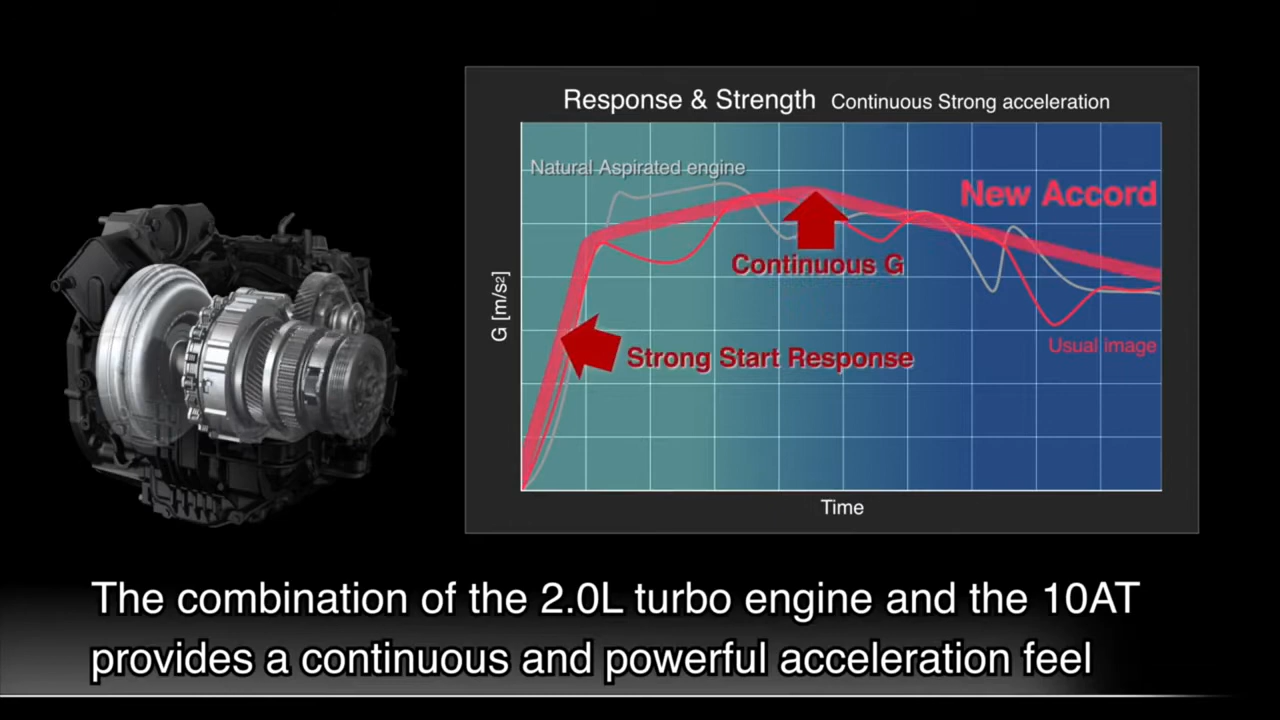 Response & Strength Continuous Strong acceleration
Natural Aspirated engine
New Accord
Continuous G
G [m/s2]
Usual image
Strong Start Response
Time
The combination of the 2.0L turbo engine and the 10AT
provides a continuous and powerful acceleration feel